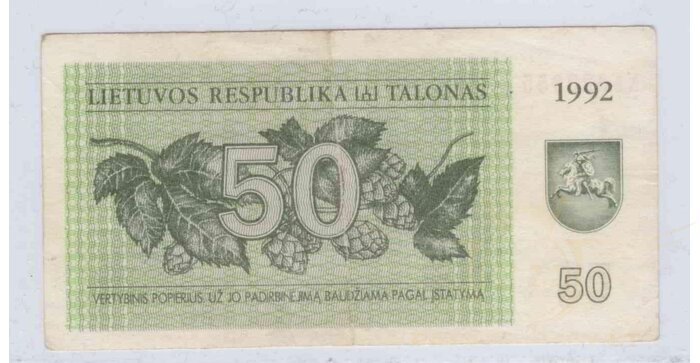 LIETUVOS RESPUBLIKA TALONAS
1992
50
VERTYBINIS POPIERIUS. UŽ JO PADIRBINĖJIMĄ BAUDŽIAMA PAGAL ĮSTATYMĄ
50